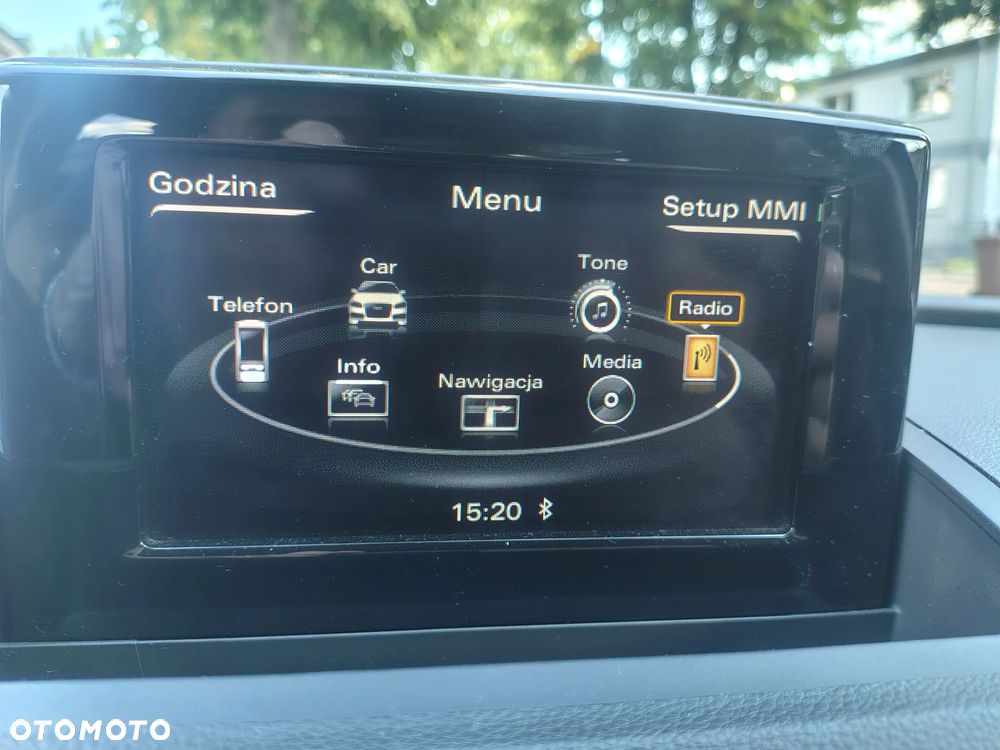 Godzina
Menu
Setup MMI
Car
Tone
Telefon
Radio
Info
Nawigacja
Media
15:20
OTOMOTO